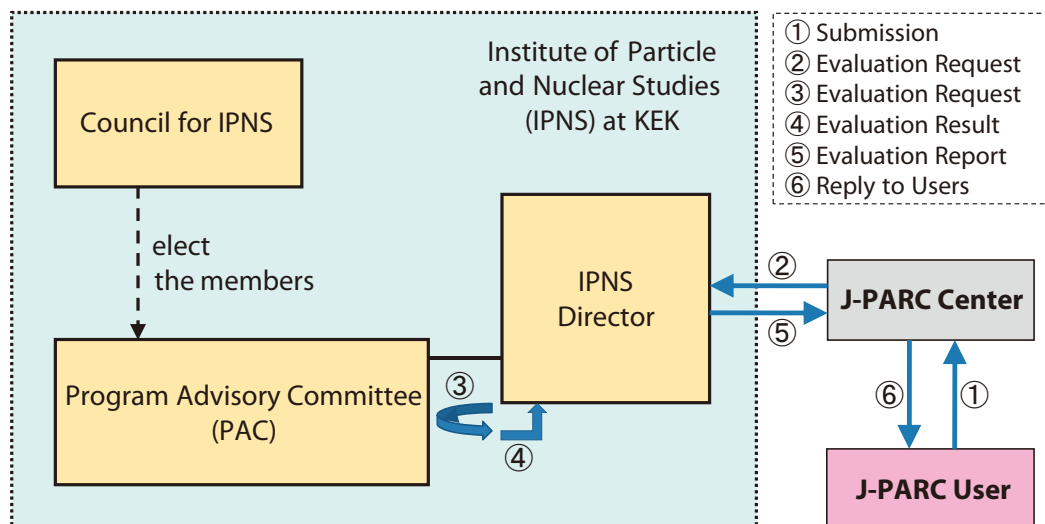 Institute of Particle
and Nuclear Studies
(IPNS) at KEK
Council for IPNS
elect
the members
Program Advisory Committee
(PAC)
IPNS
Director
③
④
① Submission
② Evaluation Request
③ Evaluation Request
④ Evaluation Result
⑤ Evaluation Report
⑥ Reply to Users
②
⑤
J-PARC Center
⑥
①
J-PARC User